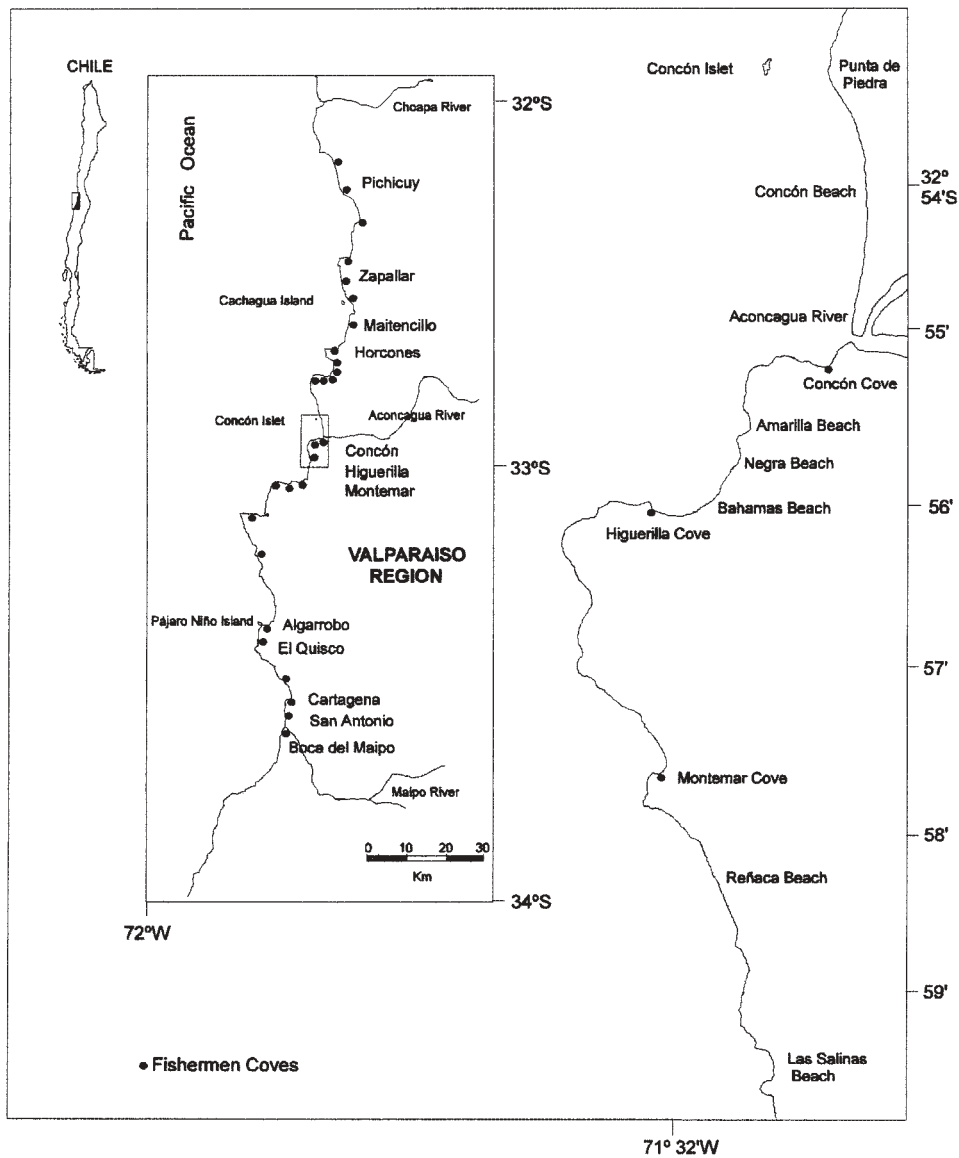 CHILE
Pacific Ocean
Choapa River
Pichicuy
Zapallar
Cachagua Island
Maitencillo
Horcones
Concón Islet
Aconcagua River
Concón
Higuerilla
Montemar
VALPARAISO
REGION
Pájaro Niño Island
Algarrobo
El Quisco
Cartagena
San Antonio
Boca del Maipo
Maipo River
0 10 20 30
Km
32ºS
33ºS
34ºS
72ºW
Fishermen Coves
Concón Islet
Punta de
Piedra
Concón Beach
32º
54'S
Aconcagua River
55'
Concón Cove
Amarilla Beach
Negra Beach
Bahamas Beach
56'
Higuerilla Cove
57'
Montemar Cove
58'
Reñaca Beach
59'
Las Salinas
Beach
71º 32'W